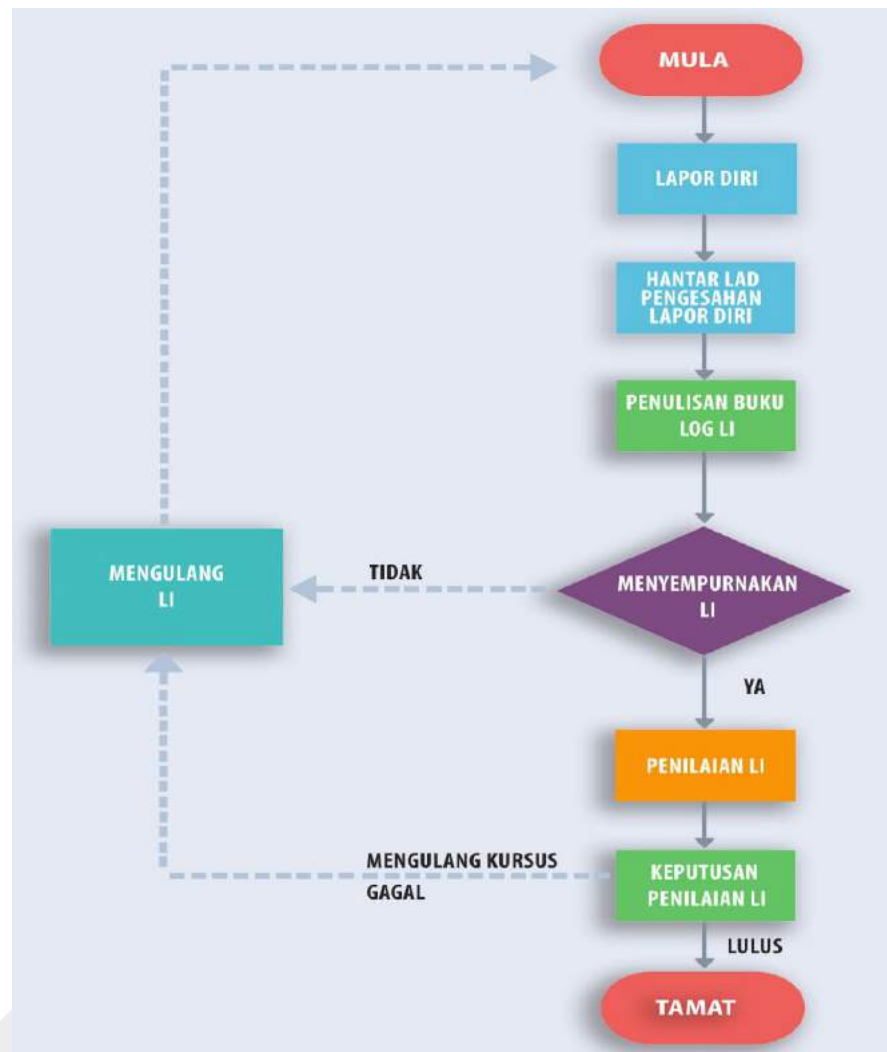 MULA
LAPOR DIRI
HANTAR LAD
PENGESAHAN
LAPOR DIRI
PENULISAN BUKU
LOG LI
MENGULANG
LI
TIDAK
MENYEMPURNAKAN
LI
YA
PENILAIAN LI
MENGULANG KURSUS
GAGAL
KEPUTUSAN
PENILAIAN LI
LULUS
TAMAT